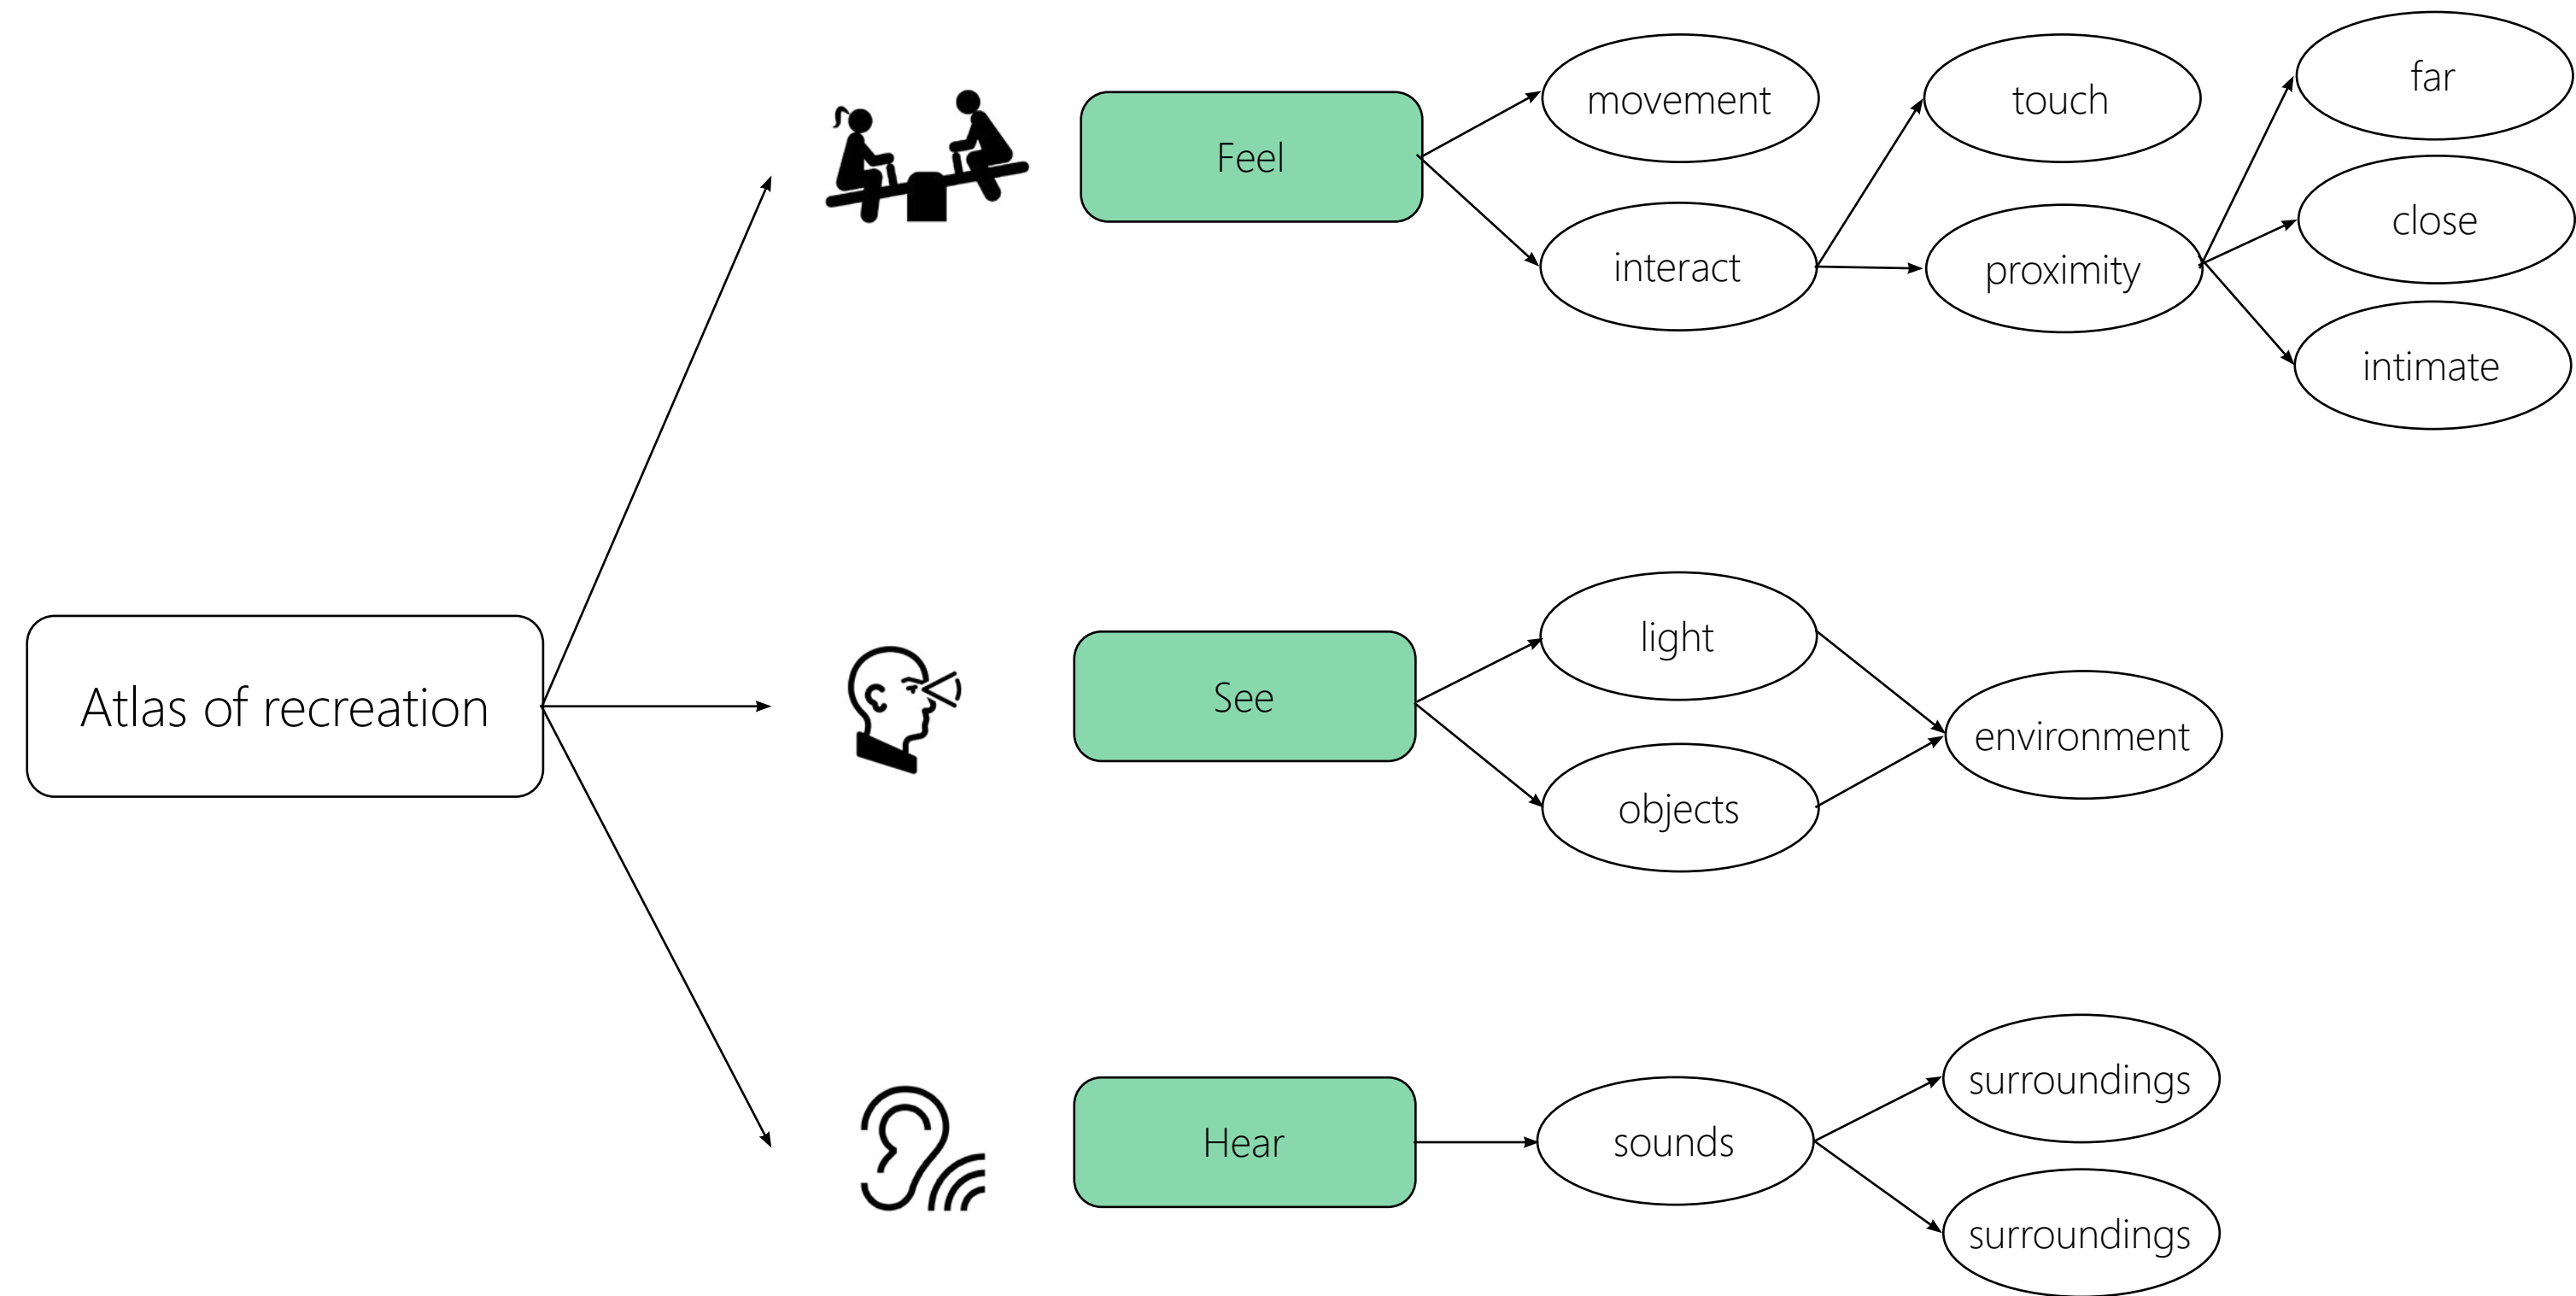 Atlas of recreation
Feel
movement
interact
touch
proximity
far
close
intimate
See
light
objects
environment
Hear
sounds
surroundings
surroundings